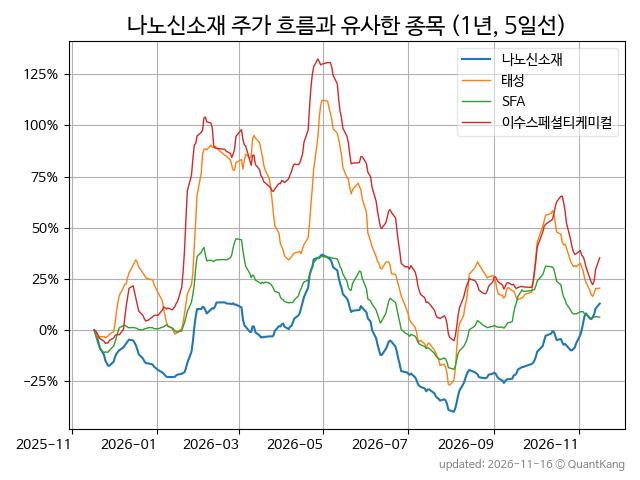 나노신소재 주가 흐름과 유사한 종목 (1년, 5일선)
나노신소재
태성
SFA
이수스페셜티케미컬
125%
100%
75%
50%
25%
0%
−25%
2025-11 2026-01 2026-03 2026-05 2026-07 2026-09 2026-11
updated: 2026-11-16 © QuantKang